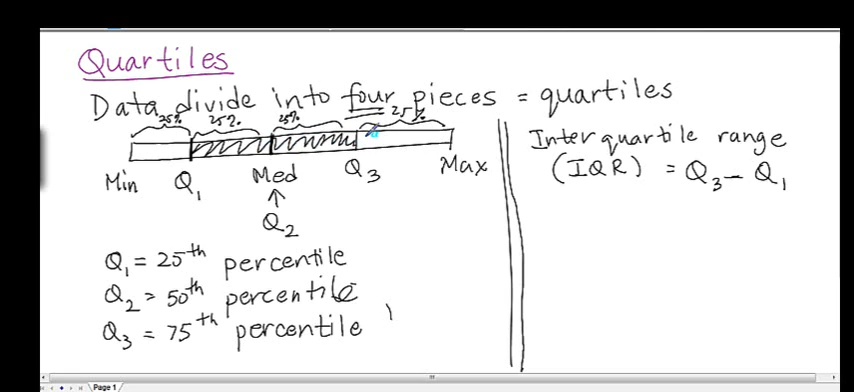 Quartiles
Data divide into four pieces = quartiles
25% 25% 25% 25%
Min Q₁ Med Q₃ Max
↑
Q₂
Q₁ = 25th percentile
Q₂ = 50th percentile
Q₃ = 75th percentile
Interquartile range
(IQR) = Q₃ – Q₁
Page 1